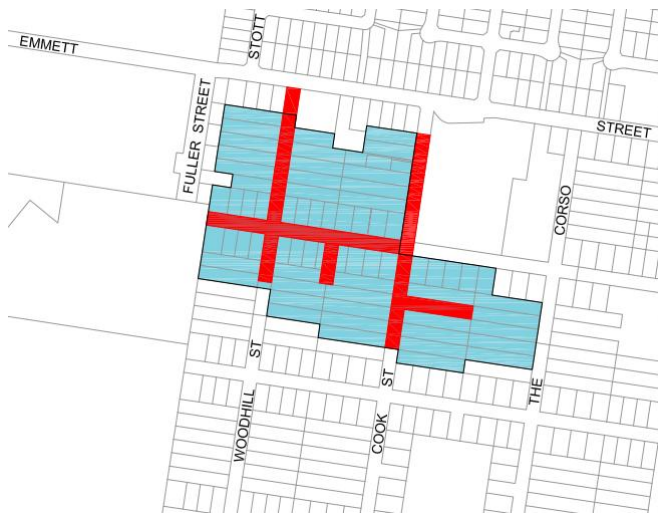 EMMETT
STOTT
FULLER STREET
STREET
CORSO
ST
ST
THE
WOODHILL
COOK